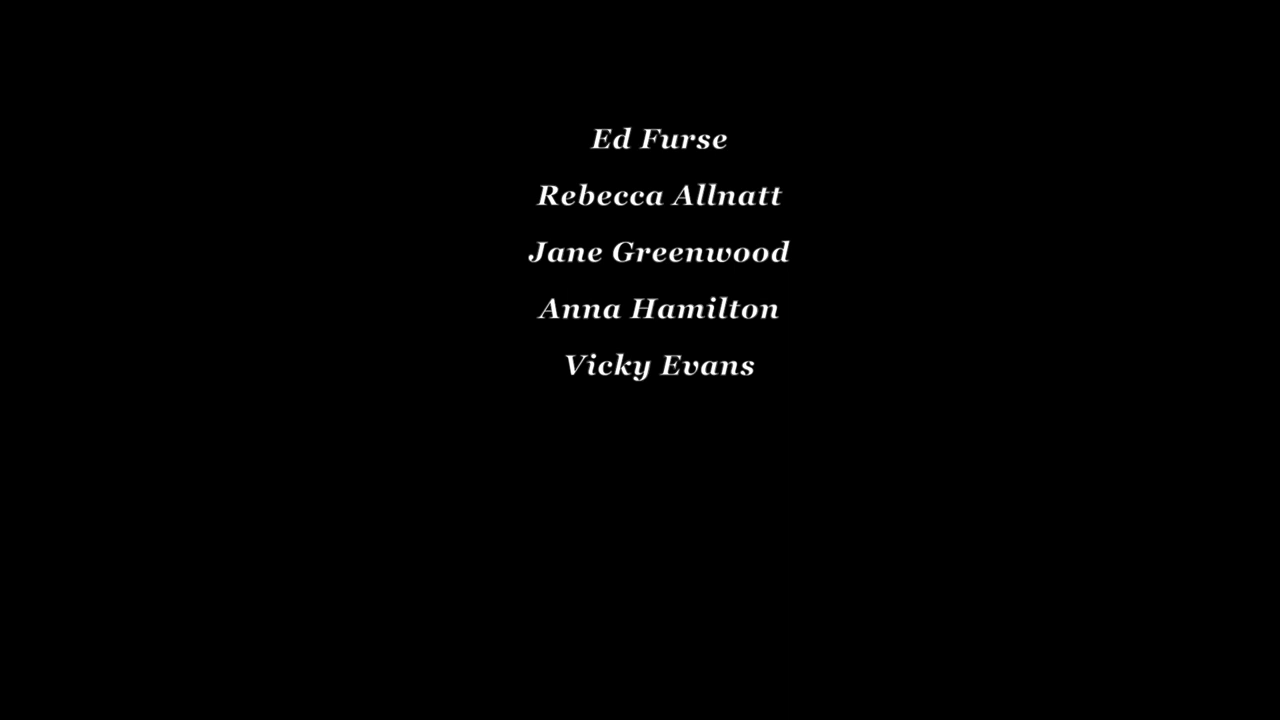 Ed Furse
Rebecca Allnatt
Jane Greenwood
Anna Hamilton
Vicky Evans